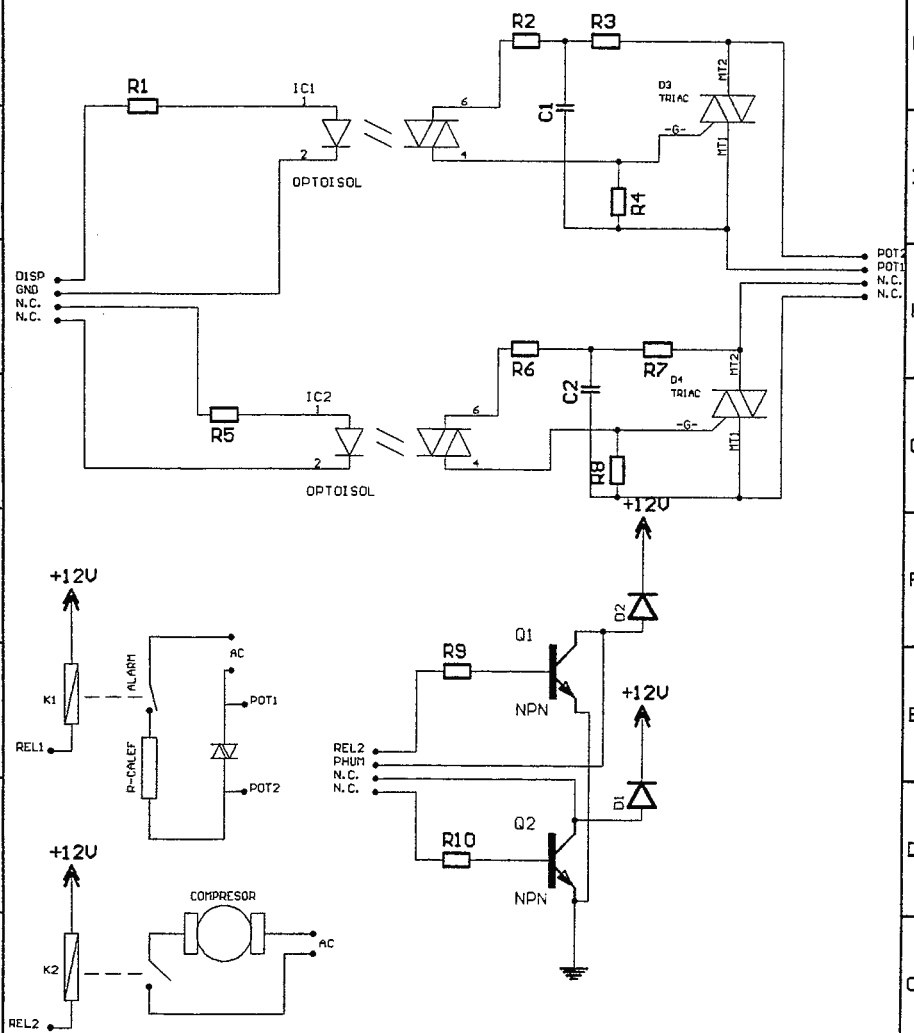 R2
R3
R1
IC1
1
2
OPTOISOL
6
4
C1
R4
D3
TRIAC
MT2
-G-
MT1
DISP
GND
N.C.
N.C.
POT2
POT1
N.C.
N.C.
R5
IC2
1
2
OPTOISOL
6
4
R6
C2
R7
R8
D4
TRIAC
MT2
-G-
MT1
+12V
D2
+12V
K1
REL1
ALARM
R-CALEF
AC
POT1
POT2
R9
Q1
NPN
+12V
D1
REL2
PHUM
N.C.
N.C.
R10
Q2
NPN
+12V
K2
REL2
COMPRESOR
AC